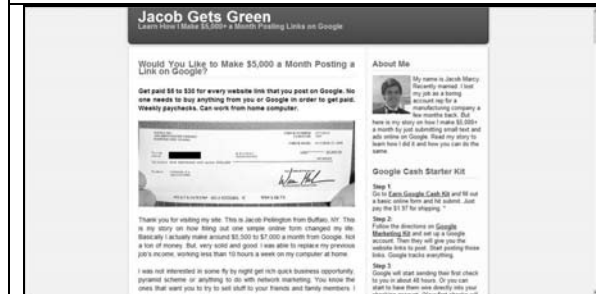 Jacob Gets Green
Learn How I Make $5,000+ a Month Posting Links on Google
Would You Like to Make $5,000 a Month Posting a
Link on Google?
Get paid $5 to $30 for every website link that you post on Google. No
one needs to buy anything from you or Google in order to get paid.
Weekly paychecks. Can work from home computer.
Thank you for visiting my site. This is Jacob Pellington from Buffalo, NY. This
is my story on how filling out one simple online form changed my life.
Basically I actually make around $5,500 to $7,000 a month from Google. Not
a ton of money. But, very solid and good. I was able to replace my previous
job's income, working less than 10 hours a week on my computer at home.
I was not interested in some fly by night get rich quick business opportunity,
pyramid scheme or anything to do with network marketing. You know the
ones that want you to try to sell stuff to your friends and family members. I
About Me
My name is Jacob Marcy.
Recently married. I lost
my job as a boring
account rep for a
manufacturing company a
few months back. But
here is my story on how I make $5,000+
a month by just submitting small text and
ads online on Google. Read my story to
learn how I did it and how you can do the
same.
Google Cash Starter Kit
Step 1
Go to Earn Google Cash Kit and fill out
a basic online form and hit submit. Just
pay the $1.97 for shipping. *
Step 2:
Follow the directions on Google
Marketing Kit and set up a Google
account. Then they will give you the
website links to post. Start posting those
links. Google tracks everything.
Step 3
Google will start sending their first check
to you in about 48 hours. Or you can
start to have them wire directly into your